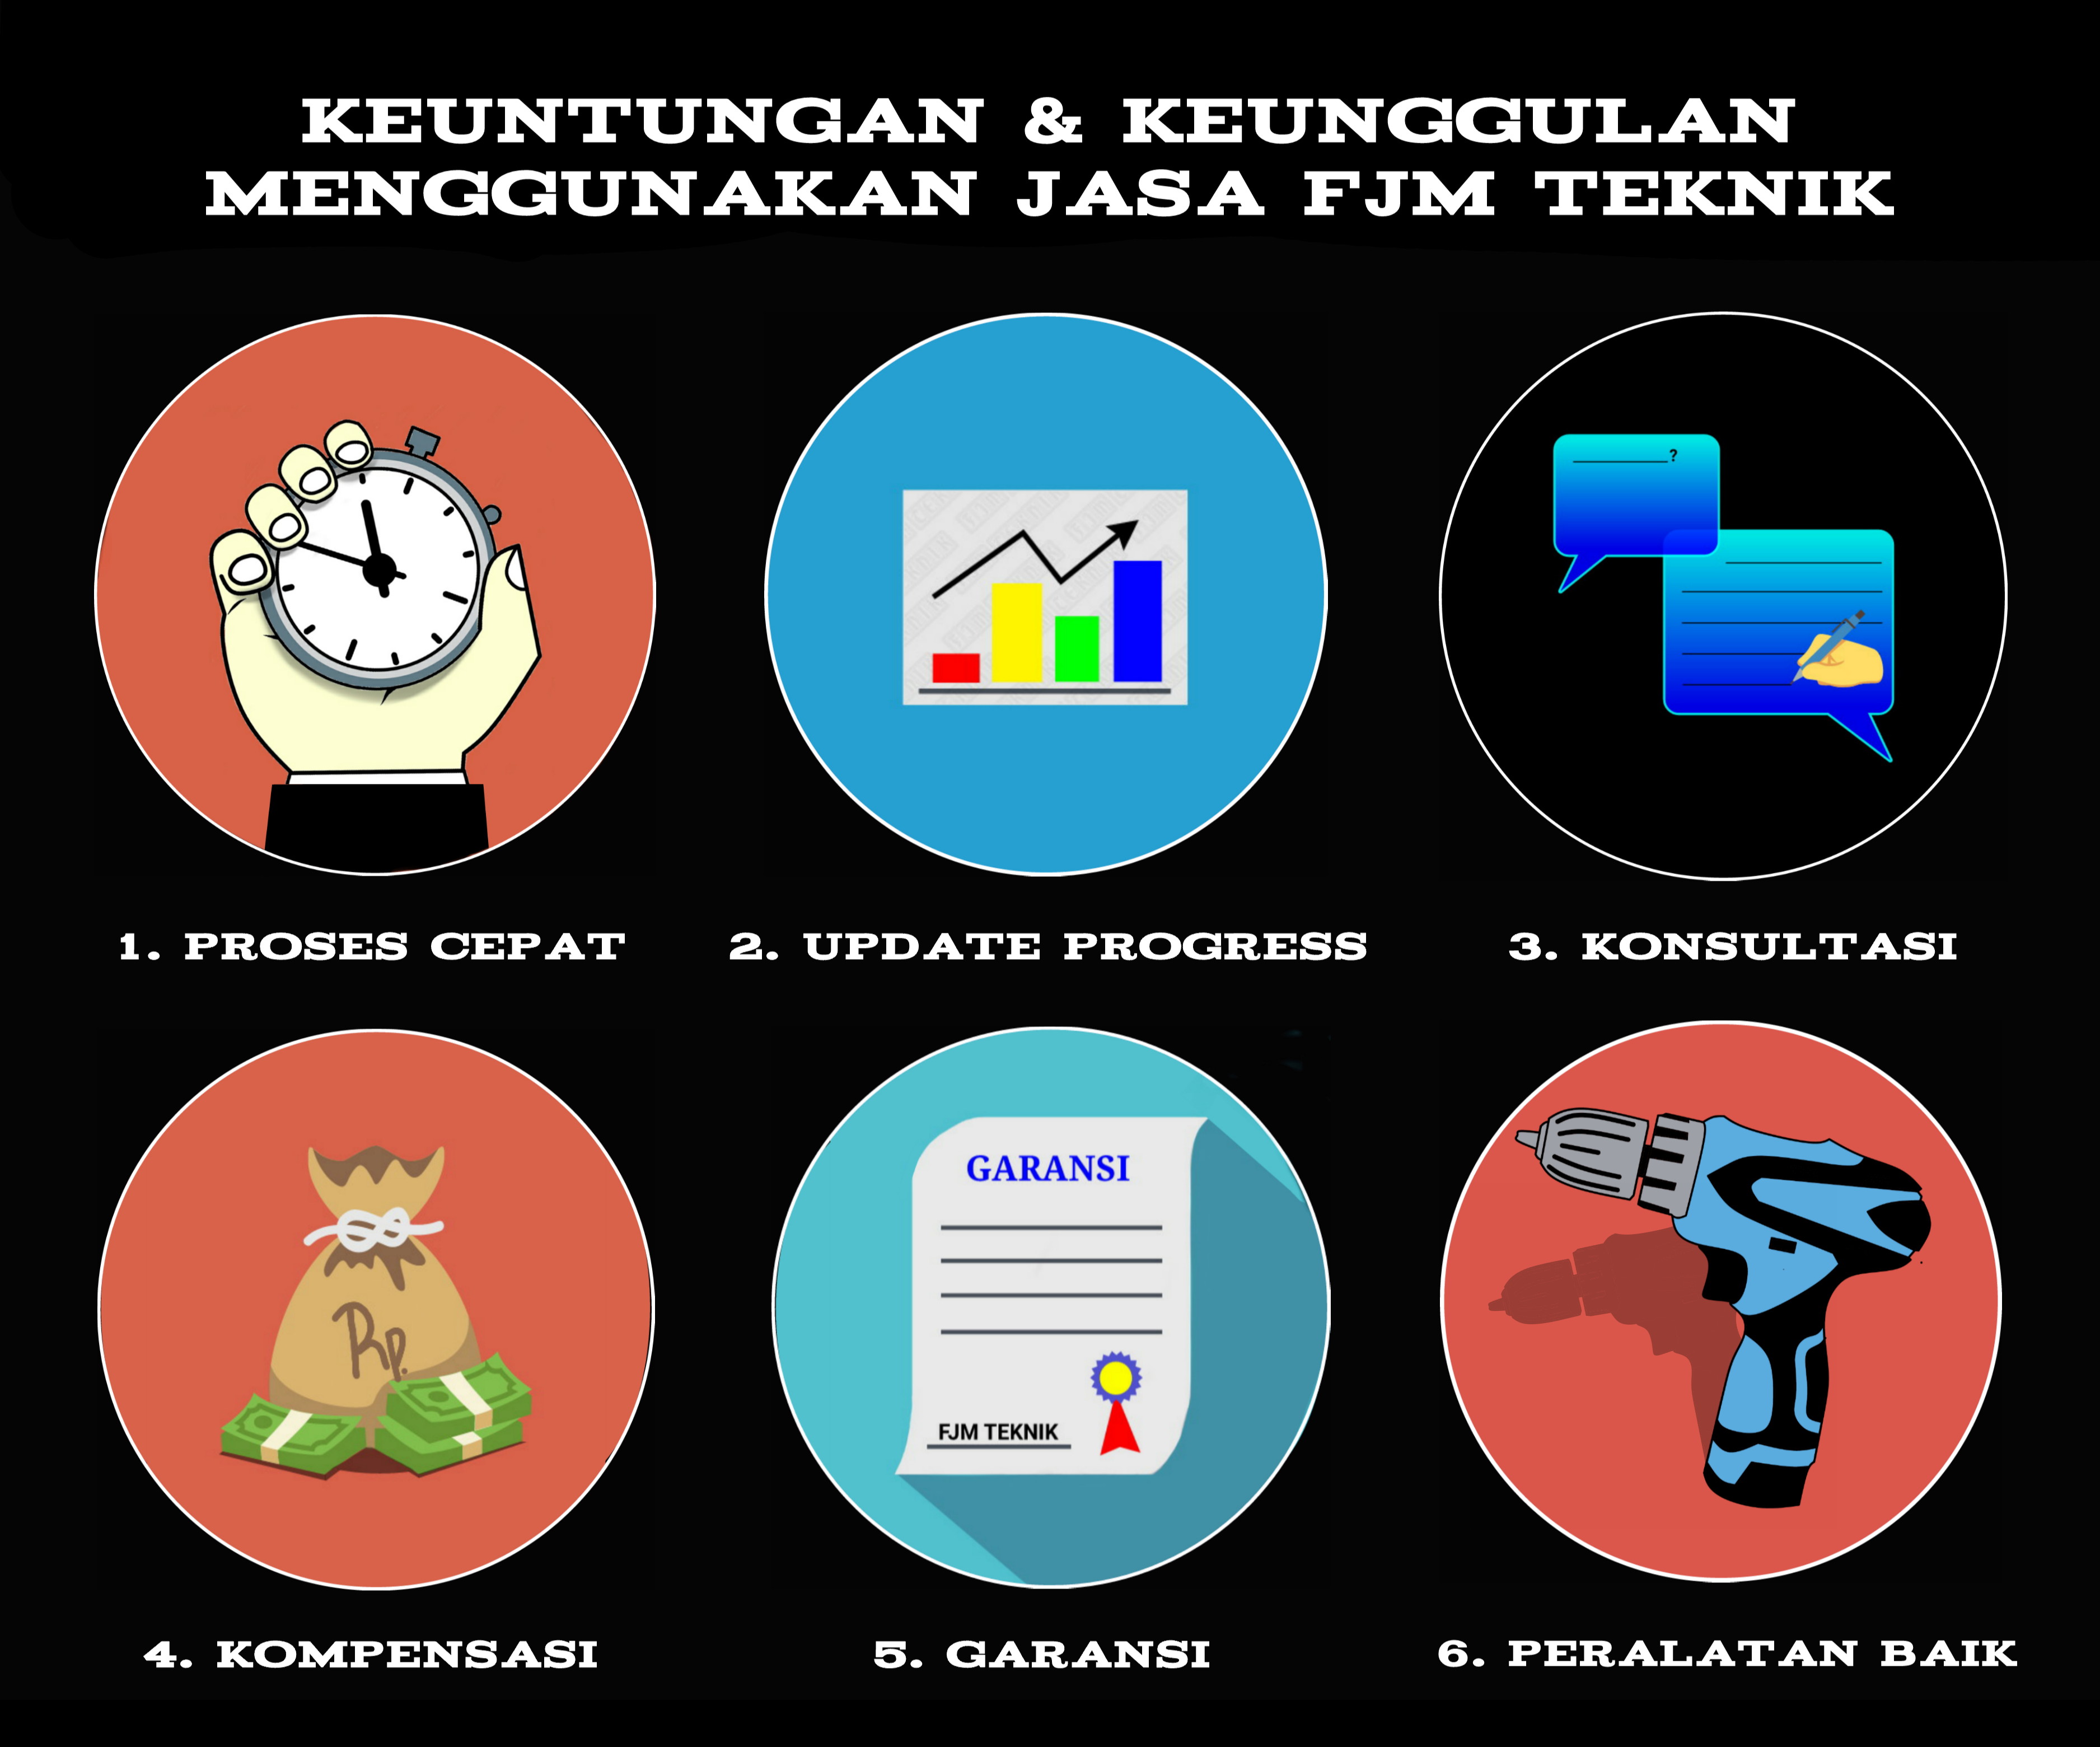 KEUNTUNGAN & KEUNGGULAN
MENGGUNAKAN JASA FJM TEKNIK
?
1. PROSES CEPAT
2. UPDATE PROGRESS
3. KONSULTASI
Rp.
GARANSI
FJM TEKNIK
4. KOMPENSASI
5. GARANSI
6. PERALATAN BAIK